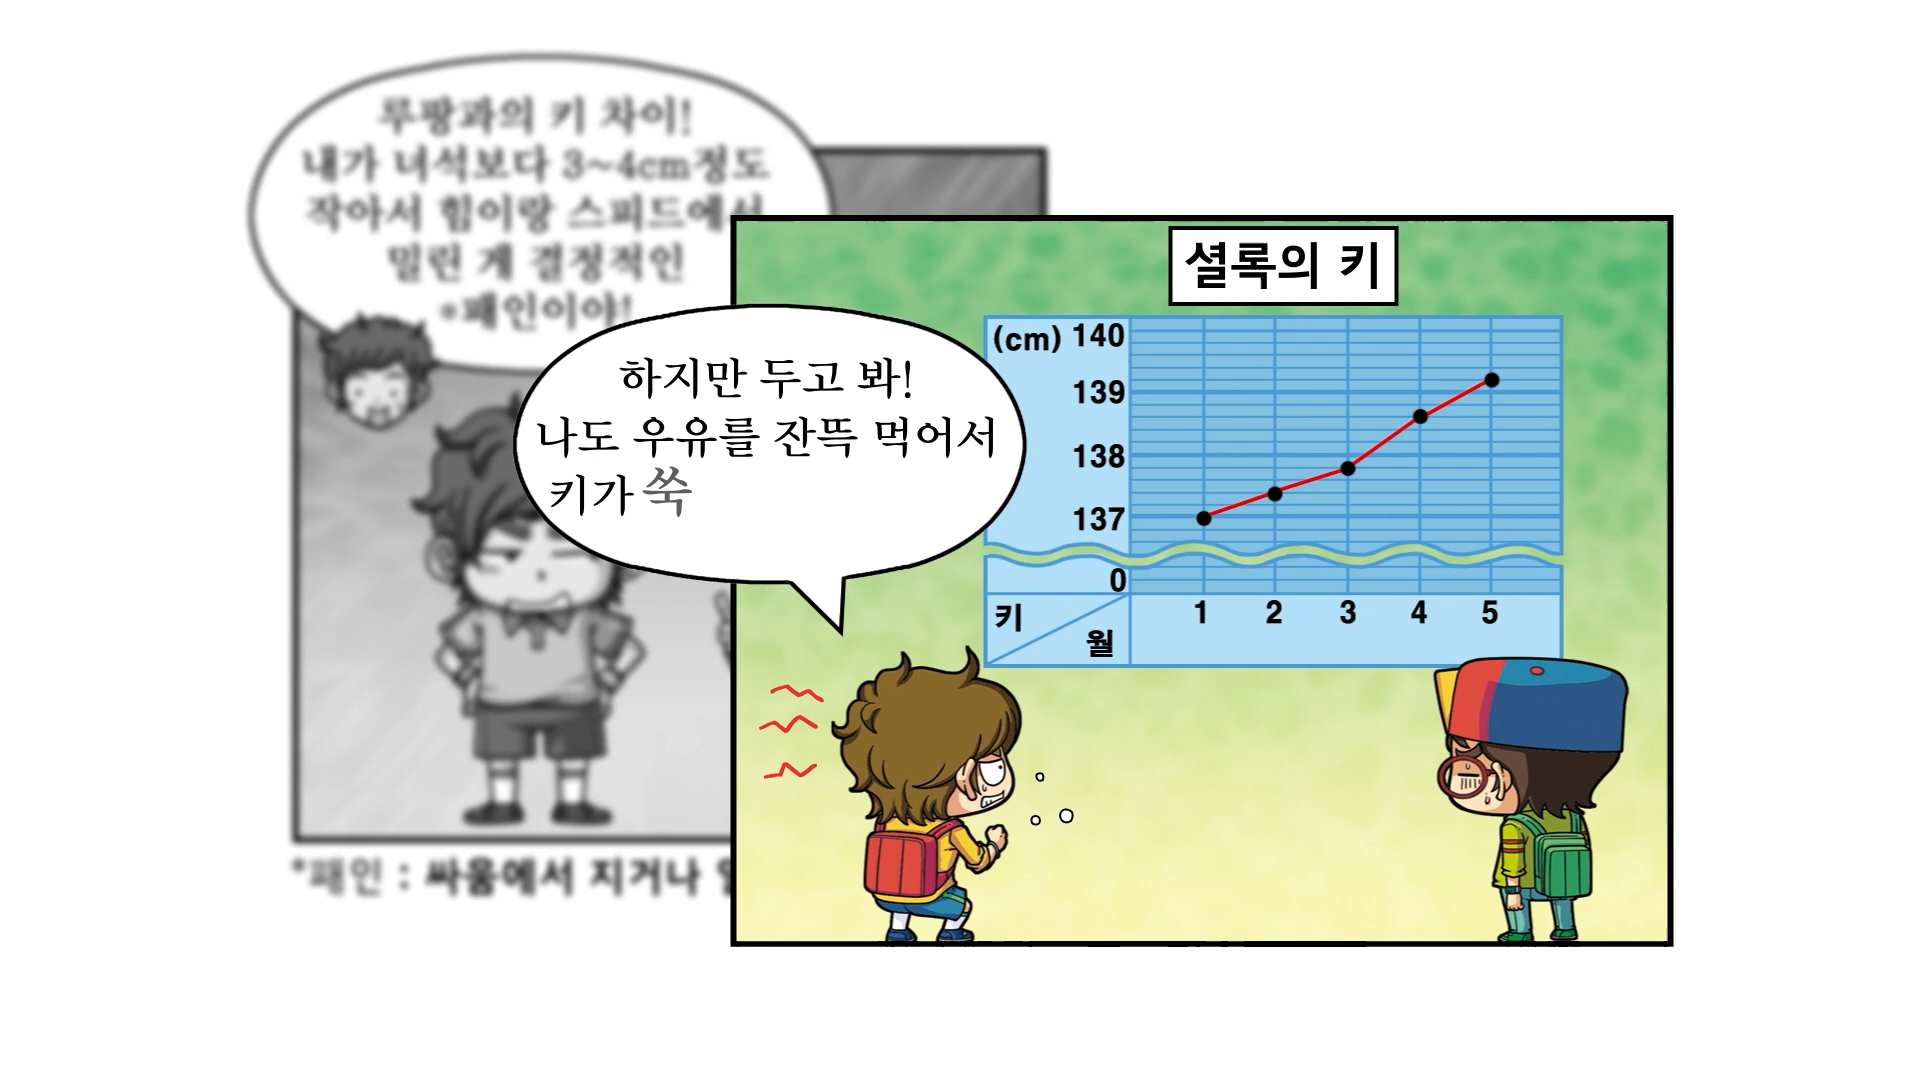 루팡과의 키 차이!
내가 녀석보다 3~4cm정도
작아서 힘이랑 스피드에서
밀린 게 결정적인
*패인이야!
*패인 : 싸움에서 지거나
하지만 두고 봐!
나도 우유를 잔뜩 먹어서
키가 쑥
셜록의 키
(cm) 140
139
138
137
0
키
월
1 2 3 4 5